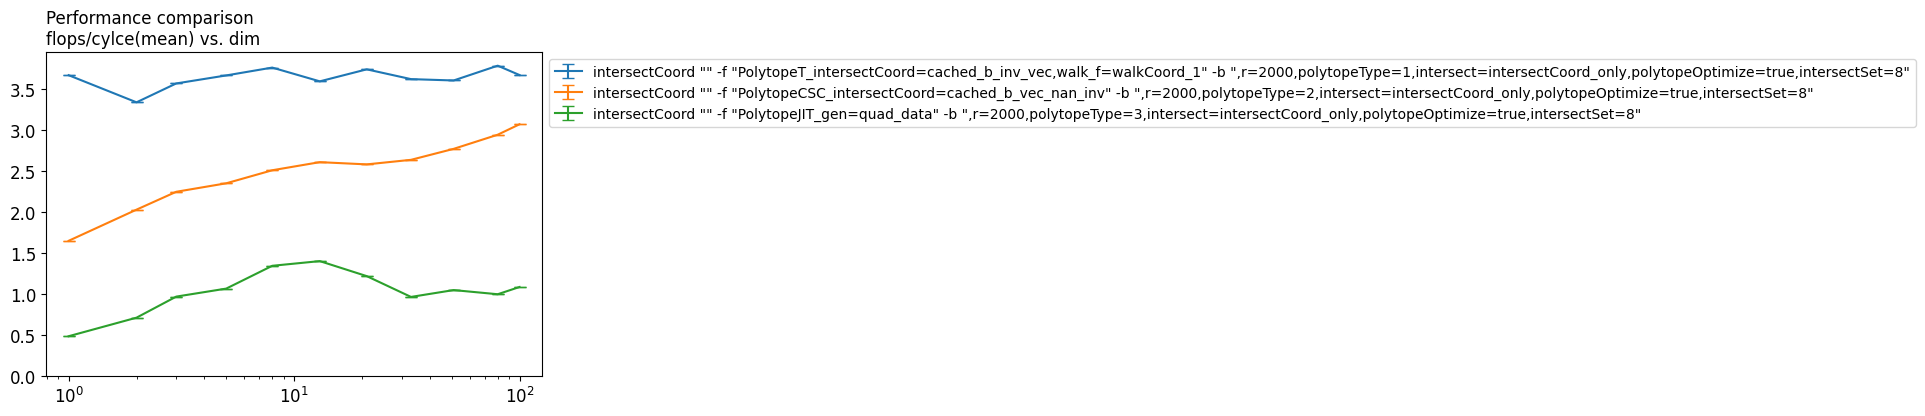 Performance comparison
flops/cylce(mean) vs. dim
3.5
3.0
2.5
2.0
1.5
1.0
0.5
0.0
10^0
10^1
10^2
intersectCoord "" -f "PolytopeT_intersectCoord=cached_b_inv_vec,walk_f=walkCoord_1" -b ",r=2000,polytopeType=1,intersect=intersectCoord_only,polytopeOptimize=true,intersectSet=8"
intersectCoord "" -f "PolytopeCSC_intersectCoord=cached_b_vec_nan_inv" -b ",r=2000,polytopeType=2,intersect=intersectCoord_only,polytopeOptimize=true,intersectSet=8"
intersectCoord "" -f "PolytopeJIT_gen=quad_data" -b ",r=2000,polytopeType=3,intersect=intersectCoord_only,polytopeOptimize=true,intersectSet=8"